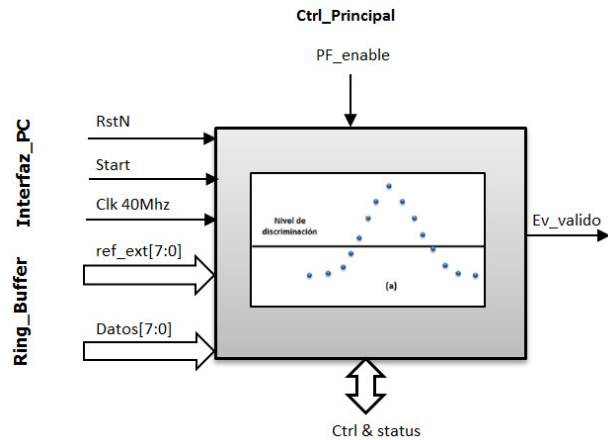 Ctrl_Principal
PF_enable
Interfaz_PC
RstN
Start
Clk 40Mhz
Ring_Buffer
ref_ext[7:0]
Datos[7:0]
Nivel de
discriminación
(a)
Ev_valido
Ctrl & status